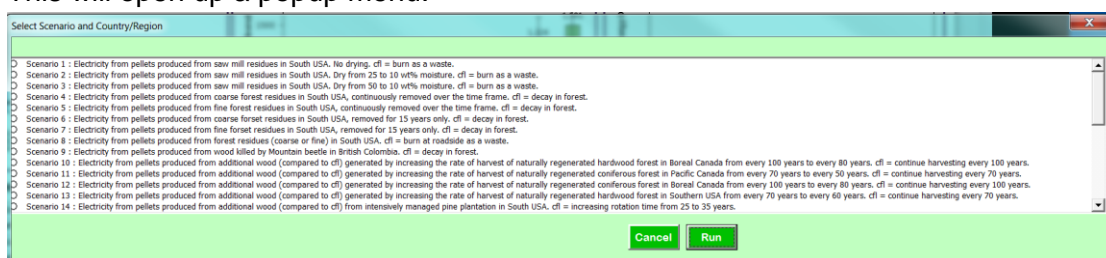 This will open up a popup menu.
Select Scenario and Country/Region
Scenario 1 : Electricity from pellets produced from saw mill residues in South USA. No drying. cfl = burn as a waste.
Scenario 2 : Electricity from pellets produced from saw mill residues in South USA. Dry from 25 to 10 wt% moisture. cfl = burn as a waste.
Scenario 3 : Electricity from pellets produced from saw mill residues in South USA. Dry from 50 to 10 wt% moisture. cfl = burn as a waste.
Scenario 4 : Electricity from pellets produced from coarse forest residues in South USA, continuously removed over the time frame. cfl = decay in forest.
Scenario 5 : Electricity from pellets produced from fine forest residues in South USA, continuously removed over the time frame. cfl = decay in forest.
Scenario 6 : Electricity from pellets produced from coarse forset residues in South USA, removed for 15 years only. cfl = decay in forest.
Scenario 7 : Electricity from pellets produced from fine forset residues in South USA, removed for 15 years only. cfl = decay in forest.
Scenario 8 : Electricity from pellets produced from forest residues (coarse or fine) in South USA. cfl = burn at roadside as a waste.
Scenario 9 : Electricity from pellets produced from wood killed by Mountain beetle in British Colombia. cfl = decay in forest.
Scenario 10 : Electricity from pellets produced from additional wood (compared to cfl) generated by increasing the rate of harvest of naturally regenerated hardwood forest in Boreal Canada from every 100 years to every 80 years. cfl = continue harvesting every 100 years.
Scenario 11 : Electricity from pellets produced from additional wood (compared to cfl) generated by increasing the rate of harvest of naturally regenerated coniferous forest in Pacific Canada from every 70 years to every 50 years. cfl = continue harvesting every 70 years.
Scenario 12 : Electricity from pellets produced from additional wood (compared to cfl) generated by increasing the rate of harvest of naturally regenerated coniferous forest in Boreal Canada from every 100 years to every 80 years. cfl = continue harvesting every 100 years.
Scenario 13 : Electricity from pellets produced from additional wood (compared to cfl) generated by increasing the rate of harvest of naturally regenerated hardwood forest in Southern USA from every 70 years to every 60 years. cfl = continue harvesting every 70 years.
Scenario 14 : Electricity from pellets produced from additional wood (compared to cfl) from intensively managed pine plantation in South USA. cfl = increasing rotation time from 25 to 35 years.
Cancel Run